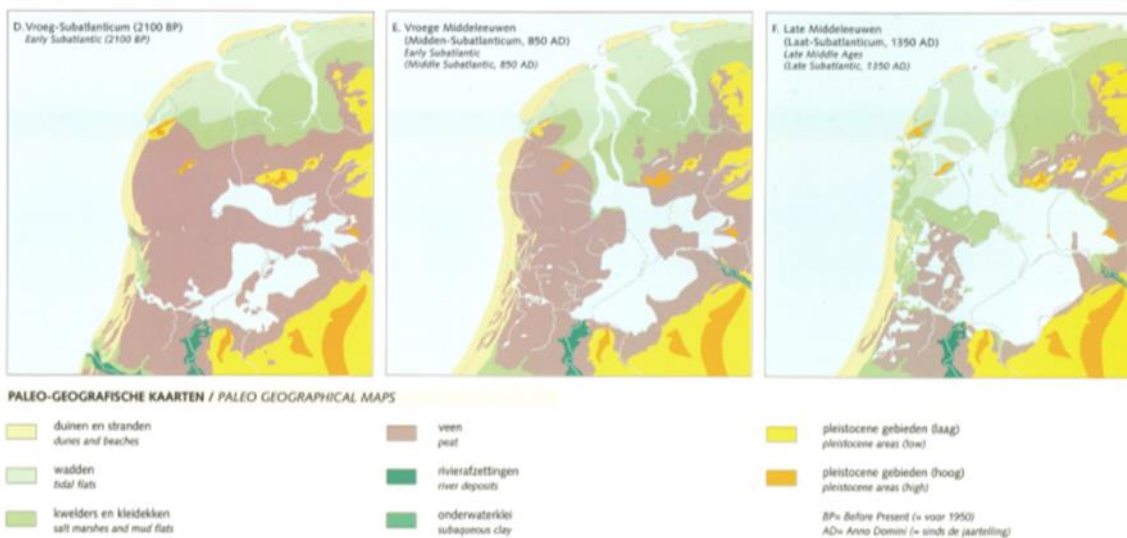 D. Vroeg-Subatlanticum (2100 BP)
Early Subatlantic (2100 BP)
E. Vroege Middeleeuwen
(Midden-Subatlanticum, 850 AD)
Early Subatlantic
(Middle Subatlantic, 850 AD)
F. Late Middeleeuwen
(Laat-Subatlanticum, 1350 AD)
Late Middle Ages
(Late Subatlantic, 1350 AD)
PALEO-GEOGRAFISCHE KAARTEN / PALEO GEOGRAPHICAL MAPS
duinen en stranden
dunes and beaches
wadden
tidal flats
kwelders en kleidekken
salt marshes and mud flats
veen
peat
rivierafzettingen
river deposits
onderwaterklei
subaqueous clay
pleistocene gebieden (laag)
pleistocene areas (low)
pleistocene gebieden (hoog)
pleistocene areas (high)
BP= Before Present (= voor 1950)
AD= Anno Domini (= sinds de jaartelling)